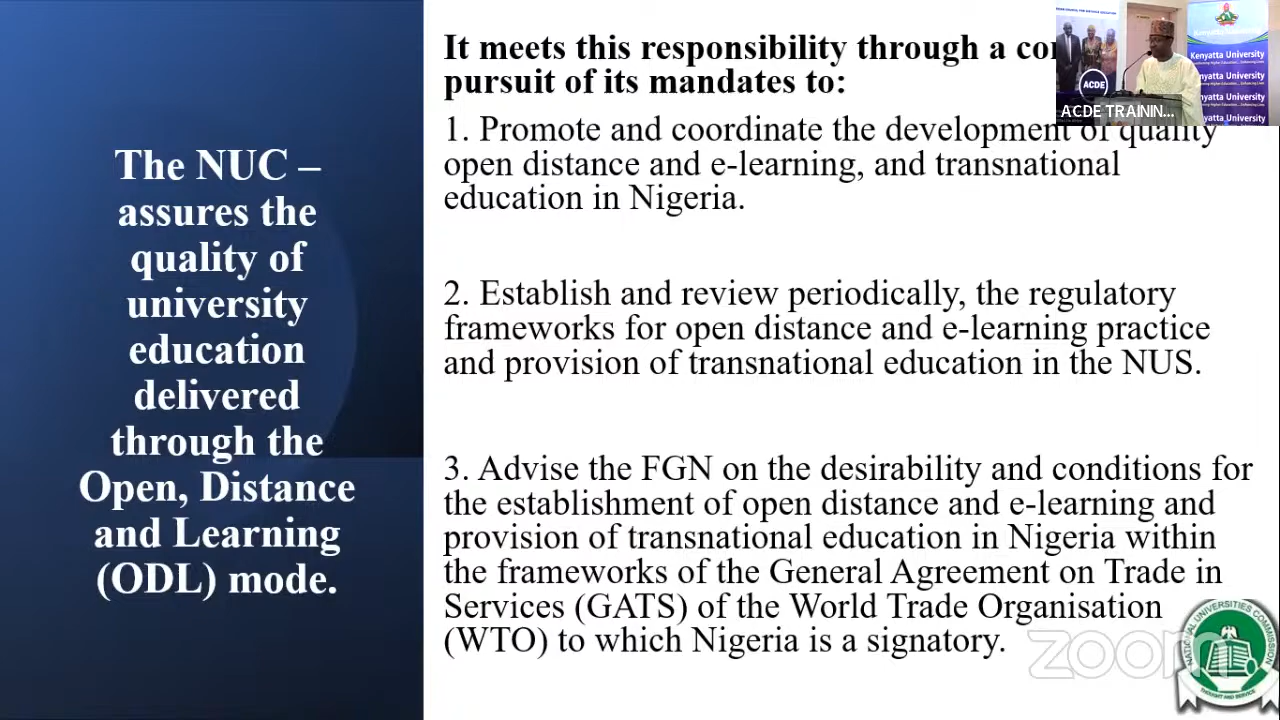 The NUC –
assures the
quality of
university
education
delivered
through the
Open, Distance
and Learning
(ODL) mode.
It meets this responsibility through a
pursuit of its mandates to:
1. Promote and coordinate the development of quality
open distance and e-learning, and transnational
education in Nigeria.
2. Establish and review periodically, the regulatory
frameworks for open distance and e-learning practice
and provision of transnational education in the NUS.
3. Advise the FGN on the desirability and conditions for
the establishment of open distance and e-learning and
provision of transnational education in Nigeria within
the frameworks of the General Agreement on Trade in
Services (GATS) of the World Trade Organisation
(WTO) to which Nigeria is a signatory.
ACDE
ACDE TRAININ...
Kenyatta University
Kenyatta University
Kenyatta University
Kenyatta University
zoom
NATIONAL UNIVERSITIES COMMISSION
THOUGHT AND SERVICE